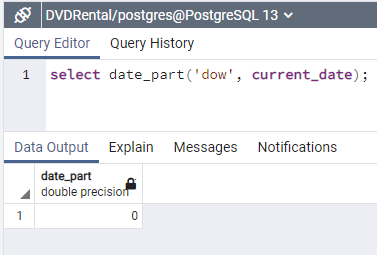 DVDRental/postgres@PostgreSQL 13
Query Editor Query History
1 select date_part('dow', current_date);
Data Output Explain Messages Notifications
date_part
double precision
1 0